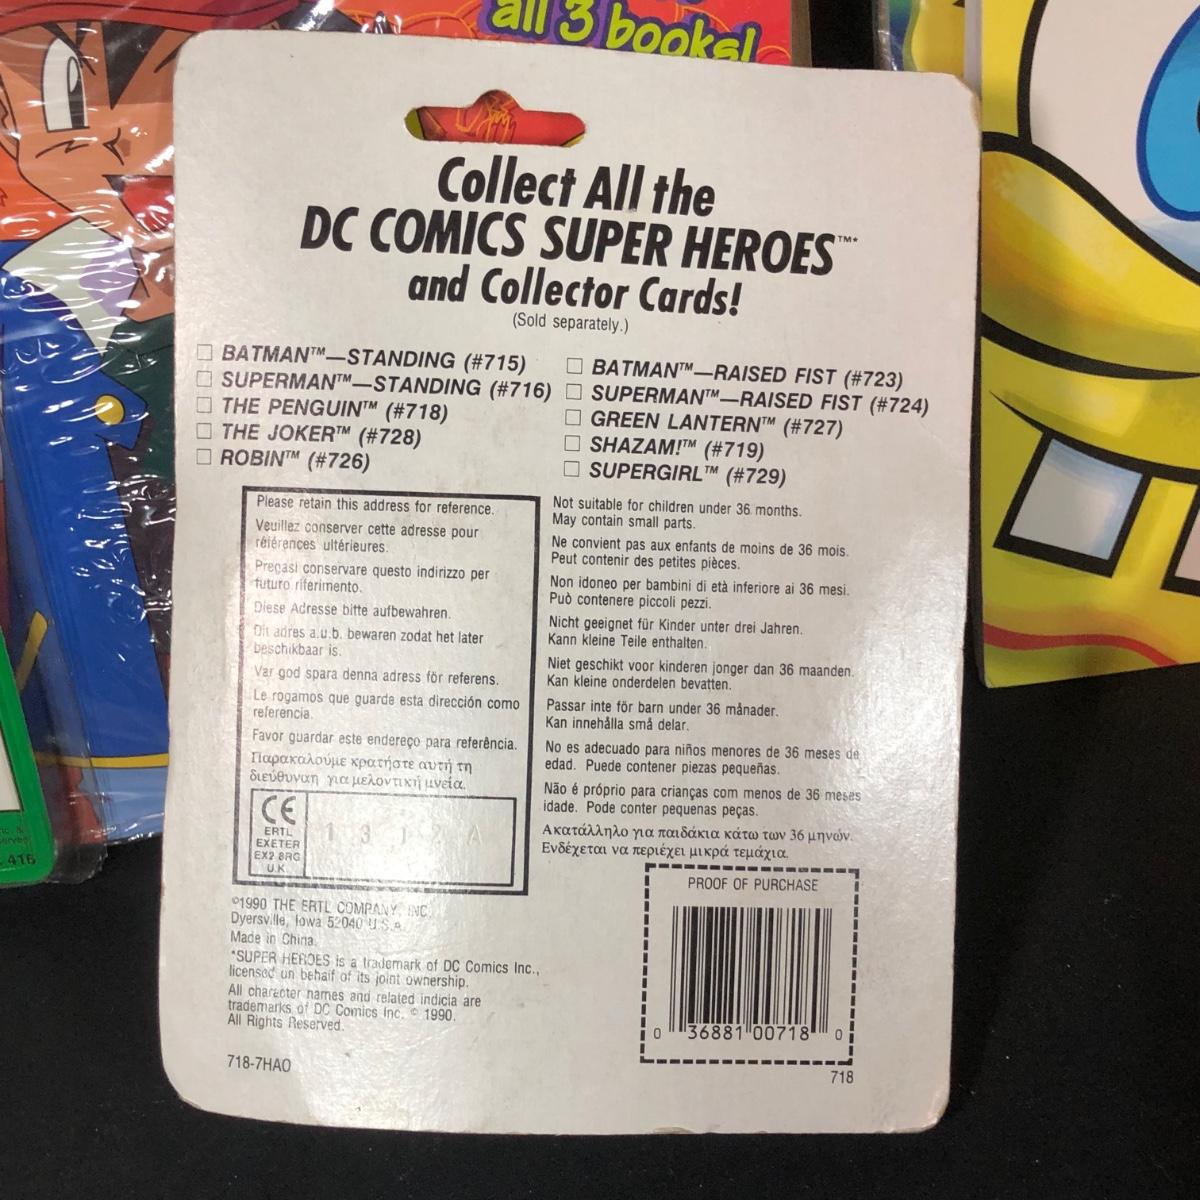 all 3 books!
Collect All the
DC COMICS SUPER HEROES™*
and Collector Cards!
(Sold separately.)
☐ BATMAN™—STANDING (#715)
☐ SUPERMAN™—STANDING (#716)
☐ THE PENGUIN™ (#718)
☐ THE JOKER™ (#728)
☐ ROBIN™ (#726)
☐ BATMAN™—RAISED FIST (#723)
☐ SUPERMAN™—RAISED FIST (#724)
☐ GREEN LANTERN™ (#727)
☐ SHAZAM!™ (#719)
☐ SUPERGIRL™ (#729)
Please retain this address for reference.
Veuillez conserver cette adresse pour
références ultérieures.
Pregasi conservare questo indirizzo per
futuro riferimento.
Diese Adresse bitte aufbewahren.
Dit adres a.u.b. bewaren zodat het later
beschikbaar is.
Var god spara denna adress för referens.
Le rogamos que guarde esta dirección como
referencia.
Favor guardar este endereço para referência.
Παρακαλούμε κρατήστε αυτή τη
διεύθυνση για μελοντική μνεία.
CE
ERTL
EXETER
EX2 8RG
U.K.
Not suitable for children under 36 months.
May contain small parts.
Ne convient pas aux enfants de moins de 36 mois.
Peut contenir des petites pièces.
Non idoneo per bambini di età inferiore ai 36 mesi.
Può contenere piccoli pezzi.
Nicht geeignet für Kinder unter drei Jahren.
Kann kleine Teile enthalten.
Niet geschikt voor kinderen jonger dan 36 maanden.
Kan kleine onderdelen bevatten.
Passar inte för barn under 36 månader.
Kan innehålla små delar.
No es adecuado para niños menores de 36 meses de
edad. Puede contener piezas pequeñas.
Não é próprio para crianças com menos de 36 meses
idade. Pode conter pequenas peças.
Ακατάλληλο για παιδάκια κάτω των 36 μηνών.
Ενδέχεται να περιέχει μικρά τεμάχια.
©1990 THE ERTL COMPANY, INC.
Dyersville, Iowa 52040 U.S.A.
Made in China.
*SUPER HEROES is a trademark of DC Comics Inc.,
licensed on behalf of its joint ownership.
All character names and related indicia are
trademarks of DC Comics Inc. © 1990.
All Rights Reserved.
718-7HAO
PROOF OF PURCHASE
0 36881 00718 0
718
416